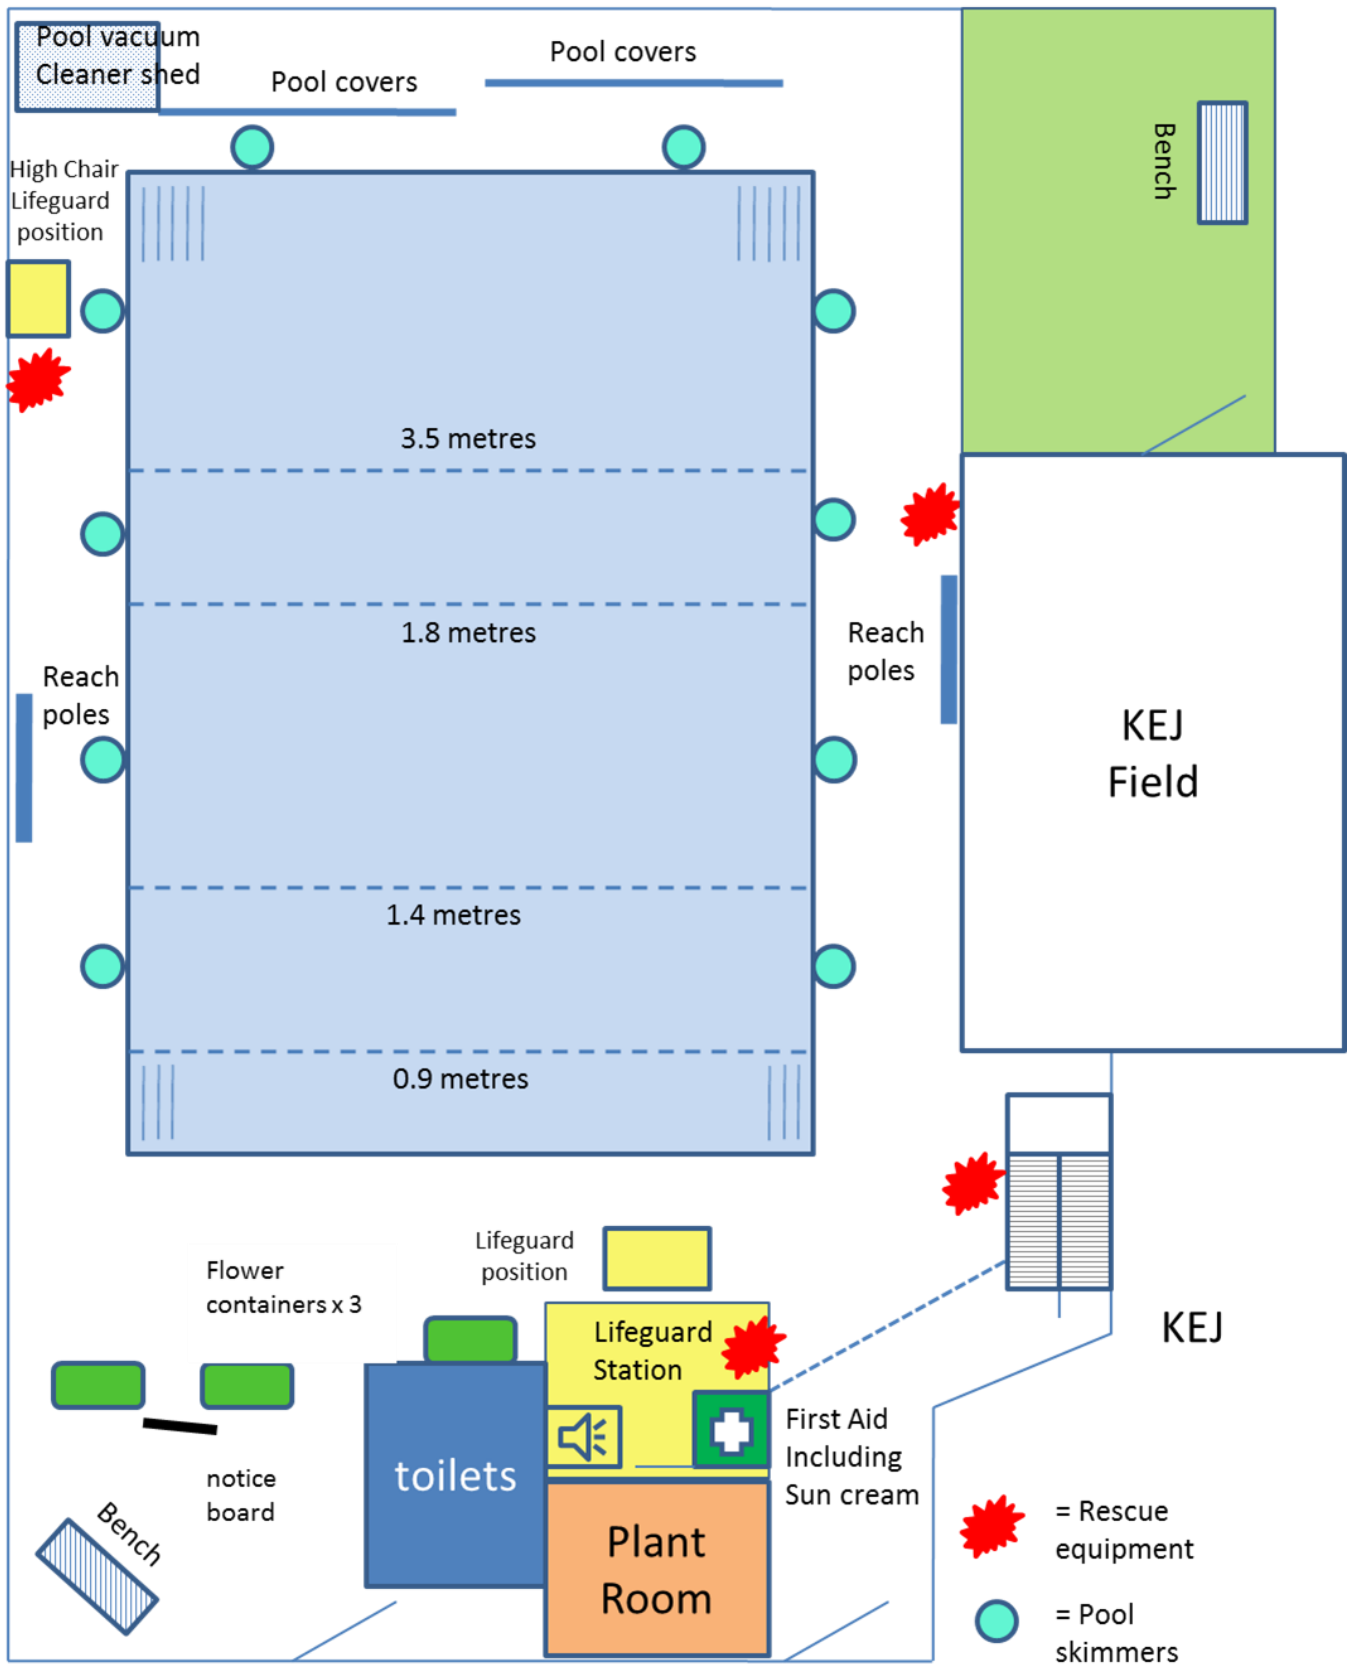 Pool vacuum
Cleaner shed
Pool covers
Pool covers
Bench
High Chair
Lifeguard
position
3.5 metres
1.8 metres
Reach
poles
Reach
poles
KEJ
Field
1.4 metres
0.9 metres
Lifeguard
position
Flower
containers x 3
Lifeguard
Station
KEJ
First Aid
Including
Sun cream
toilets
notice
board
Bench
Plant
Room
= Rescue
equipment
= Pool
skimmers